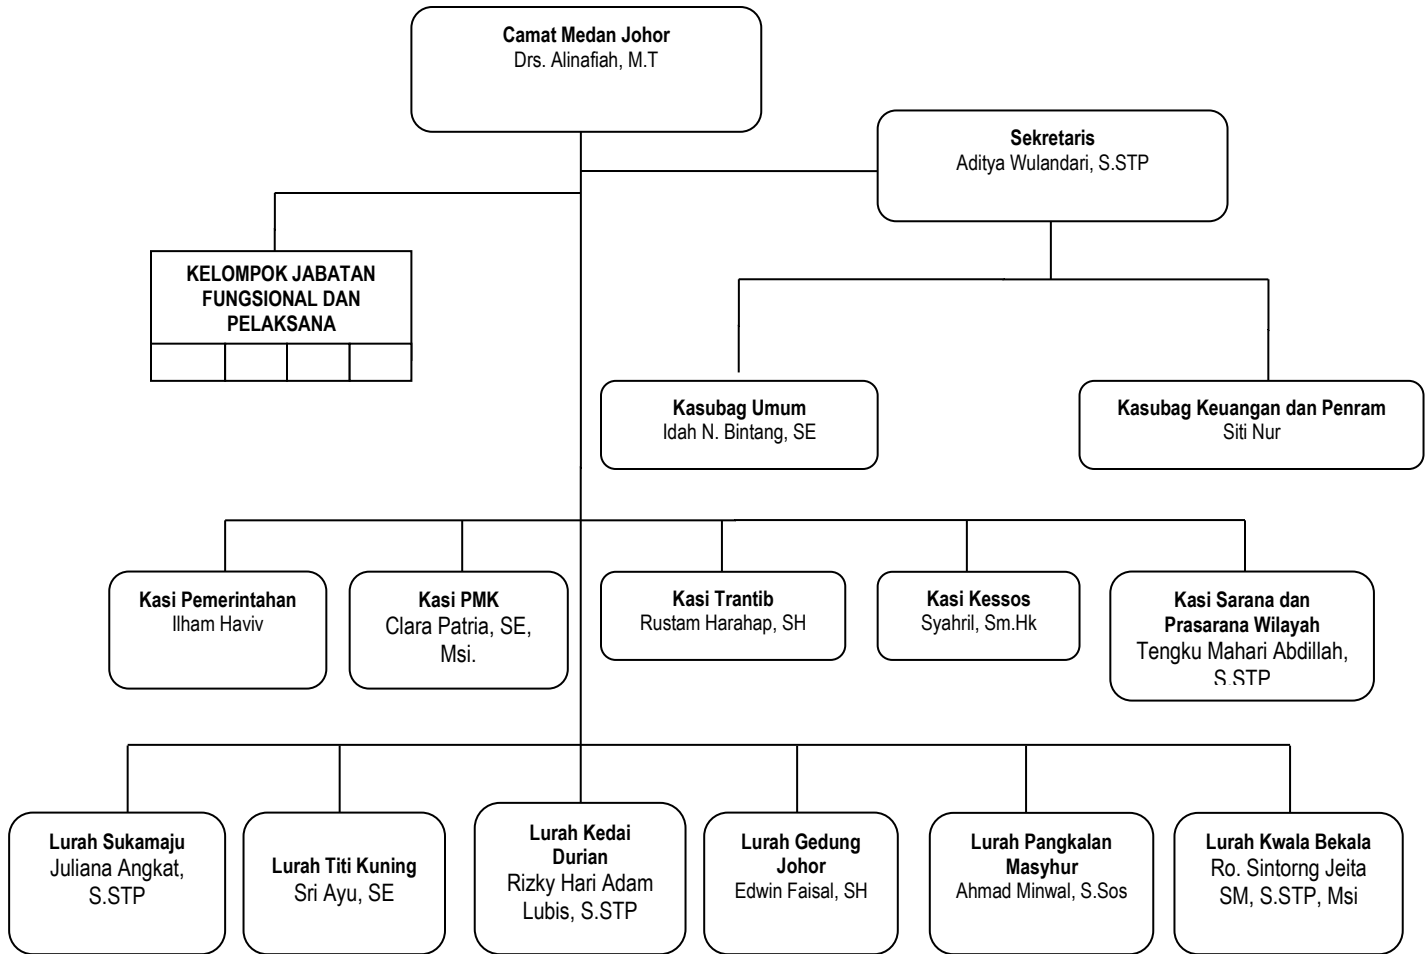 Camat Medan Johor
Drs. Alinafiah, M.T
Sekretaris
Aditya Wulandari, S.STP
KELOMPOK JABATAN
FUNGSIONAL DAN
PELAKSANA
Kasubag Umum
Idah N. Bintang, SE
Kasubag Keuangan dan Penram
Siti Nur
Kasi Pemerintahan
Ilham Haviv
Kasi PMK
Clara Patria, SE,
Msi.
Kasi Trantib
Rustam Harahap, SH
Kasi Kessos
Syahril, Sm.Hk
Kasi Sarana dan
Prasarana Wilayah
Tengku Mahari Abdillah,
S.STP
Lurah Sukamaju
Juliana Angkat,
S.STP
Lurah Titi Kuning
Sri Ayu, SE
Lurah Kedai
Durian
Rizky Hari Adam
Lubis, S.STP
Lurah Gedung
Johor
Edwin Faisal, SH
Lurah Pangkalan
Masyhur
Ahmad Minwal, S.Sos
Lurah Kwala Bekala
Ro. Sintorng Jeita
SM, S.STP, Msi